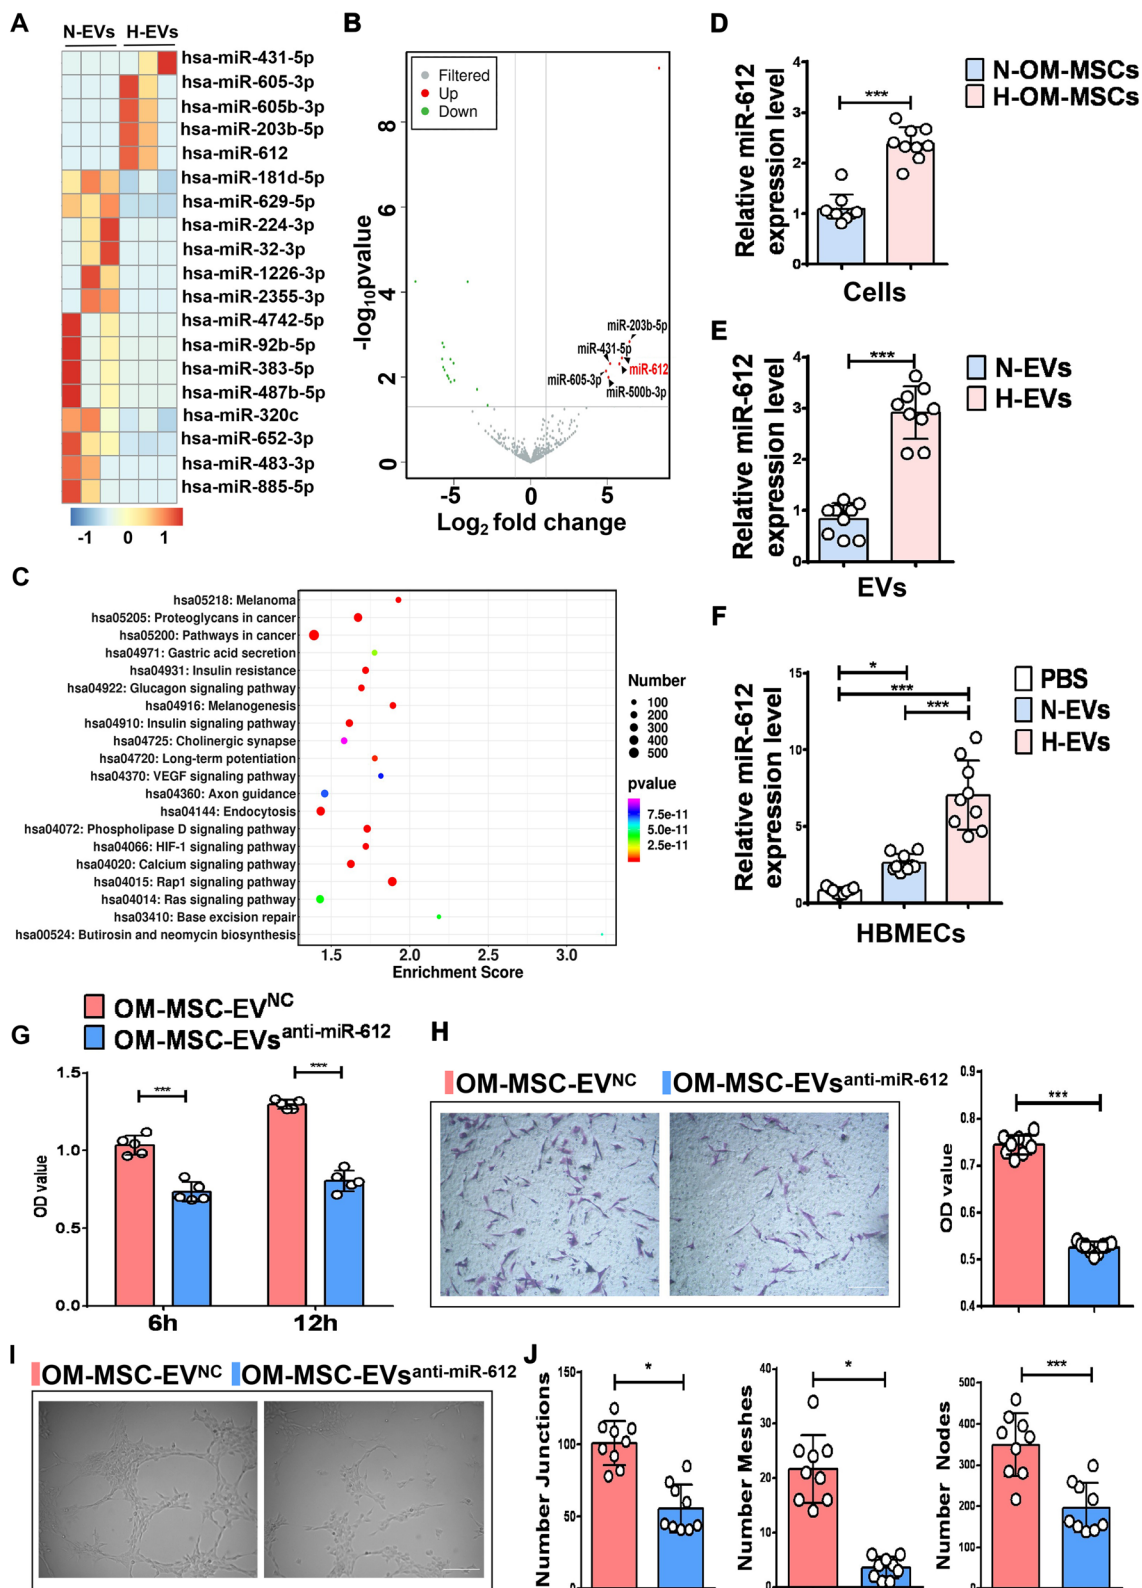 A
N-EVs H-EVs
hsa-miR-431-5p
hsa-miR-605-3p
hsa-miR-605b-3p
hsa-miR-203b-5p
hsa-miR-612
hsa-miR-181d-5p
hsa-miR-629-5p
hsa-miR-224-3p
hsa-miR-32-3p
hsa-miR-1226-3p
hsa-miR-2355-3p
hsa-miR-4742-5p
hsa-miR-92b-5p
hsa-miR-383-5p
hsa-miR-487b-5p
hsa-miR-320c
hsa-miR-652-3p
hsa-miR-483-3p
hsa-miR-885-5p
-1 0 1
B
Filtered
Up
Down
-log10pvalue
8
6
4
2
0
miR-203b-5p
miR-431-5p
miR-612
miR-605-3p
miR-500b-3p
-5 0 5
Log2 fold change
C
hsa05218: Melanoma
hsa05205: Proteoglycans in cancer
hsa05200: Pathways in cancer
hsa04971: Gastric acid secretion
hsa04931: Insulin resistance
hsa04922: Glucagon signaling pathway
hsa04916: Melanogenesis
hsa04910: Insulin signaling pathway
hsa04725: Cholinergic synapse
hsa04720: Long-term potentiation
hsa04370: VEGF signaling pathway
hsa04360: Axon guidance
hsa04144: Endocytosis
hsa04072: Phospholipase D signaling pathway
hsa04066: HIF-1 signaling pathway
hsa04020: Calcium signaling pathway
hsa04015: Rap1 signaling pathway
hsa04014: Ras signaling pathway
hsa03410: Base excision repair
hsa00524: Butirosin and neomycin biosynthesis
1.5 2.0 2.5 3.0
Enrichment Score
Number
100
200
300
400
500
pvalue
7.5e-11
5.0e-11
2.5e-11
D
Relative miR-612
expression level
4
3
2
1
0
***
Cells
N-OM-MSCs
H-OM-MSCs
E
Relative miR-612
expression level
4
3
2
1
0
***
EVs
N-EVs
H-EVs
F
Relative miR-612
expression level
15
10
5
0
*
***
***
HBMECs
PBS
N-EVs
H-EVs
G
OM-MSC-EVNC
OM-MSC-EVsanti-miR-612
OD value
1.5
1.0
0.5
0.0
***
***
6h 12h
H
OM-MSC-EVNC OM-MSC-EVsanti-miR-612
OD value
0.9
0.8
0.7
0.6
0.5
0.4
***
I
OM-MSC-EVNC OM-MSC-EVsanti-miR-612
J
Number Junctions
150
100
50
0
*
Number Meshes
40
30
20
10
0
*
Number Nodes
500
400
300
200
100
0
***